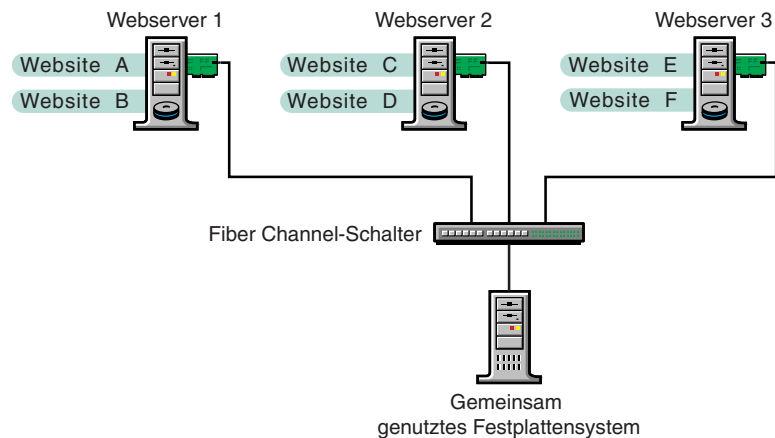 Webserver 1
Webserver 2
Webserver 3
Website A
Website B
Website C
Website D
Website E
Website F
Fiber Channel-Schalter
Gemeinsam
genutztes Festplattensystem